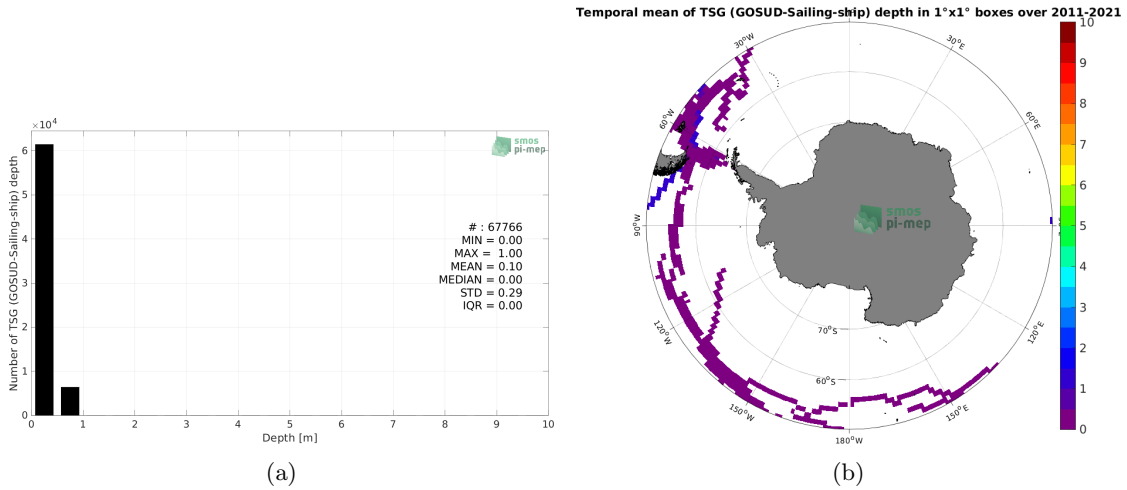 Temporal mean of TSG (GOSUD-Sailing-ship) depth in 1°x1° boxes over 2011-2021
×10⁴
6
5
4
3
2
1
0
Number of TSG (GOSUD-Sailing-ship) depth
0 1 2 3 4 5 6 7 8 9 10
Depth [m]
smos
pi-mep
# : 67766
MIN = 0.00
MAX = 1.00
MEAN = 0.10
MEDIAN = 0.00
STD = 0.29
IQR = 0.00
(a)
30°W
30°E
60°W
60°E
90°W
120°W
120°E
150°W
150°E
180°W
70°S
60°S
smos
pi-mep
10
9
8
7
6
5
4
3
2
1
0
(b)